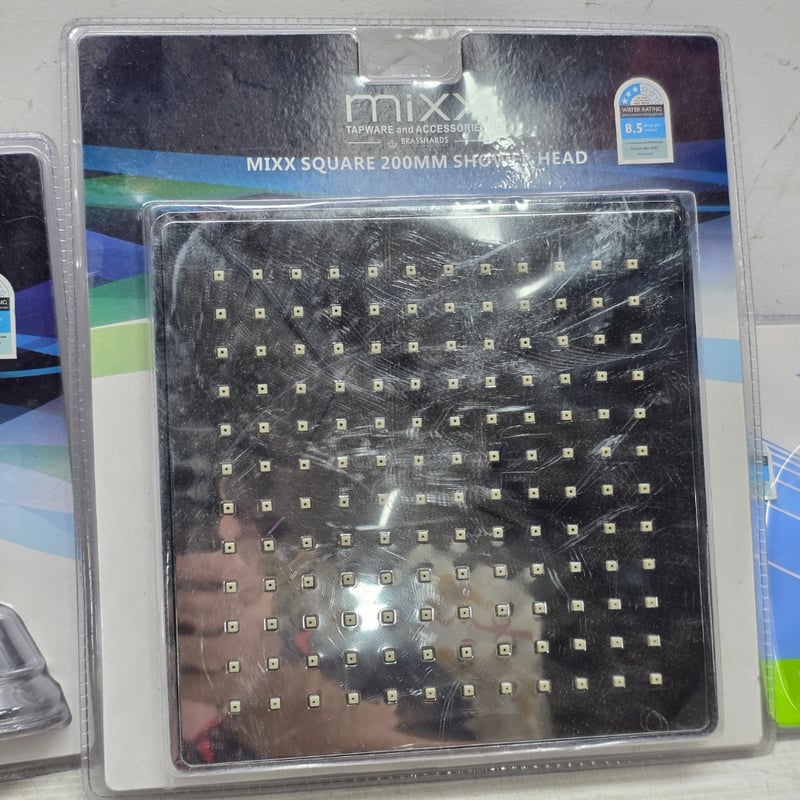 mixx
TAPWARE and ACCESSORIES
BRASSHARDS
MIXX SQUARE 200MM SHOWER HEAD
WATER RATING
8.5